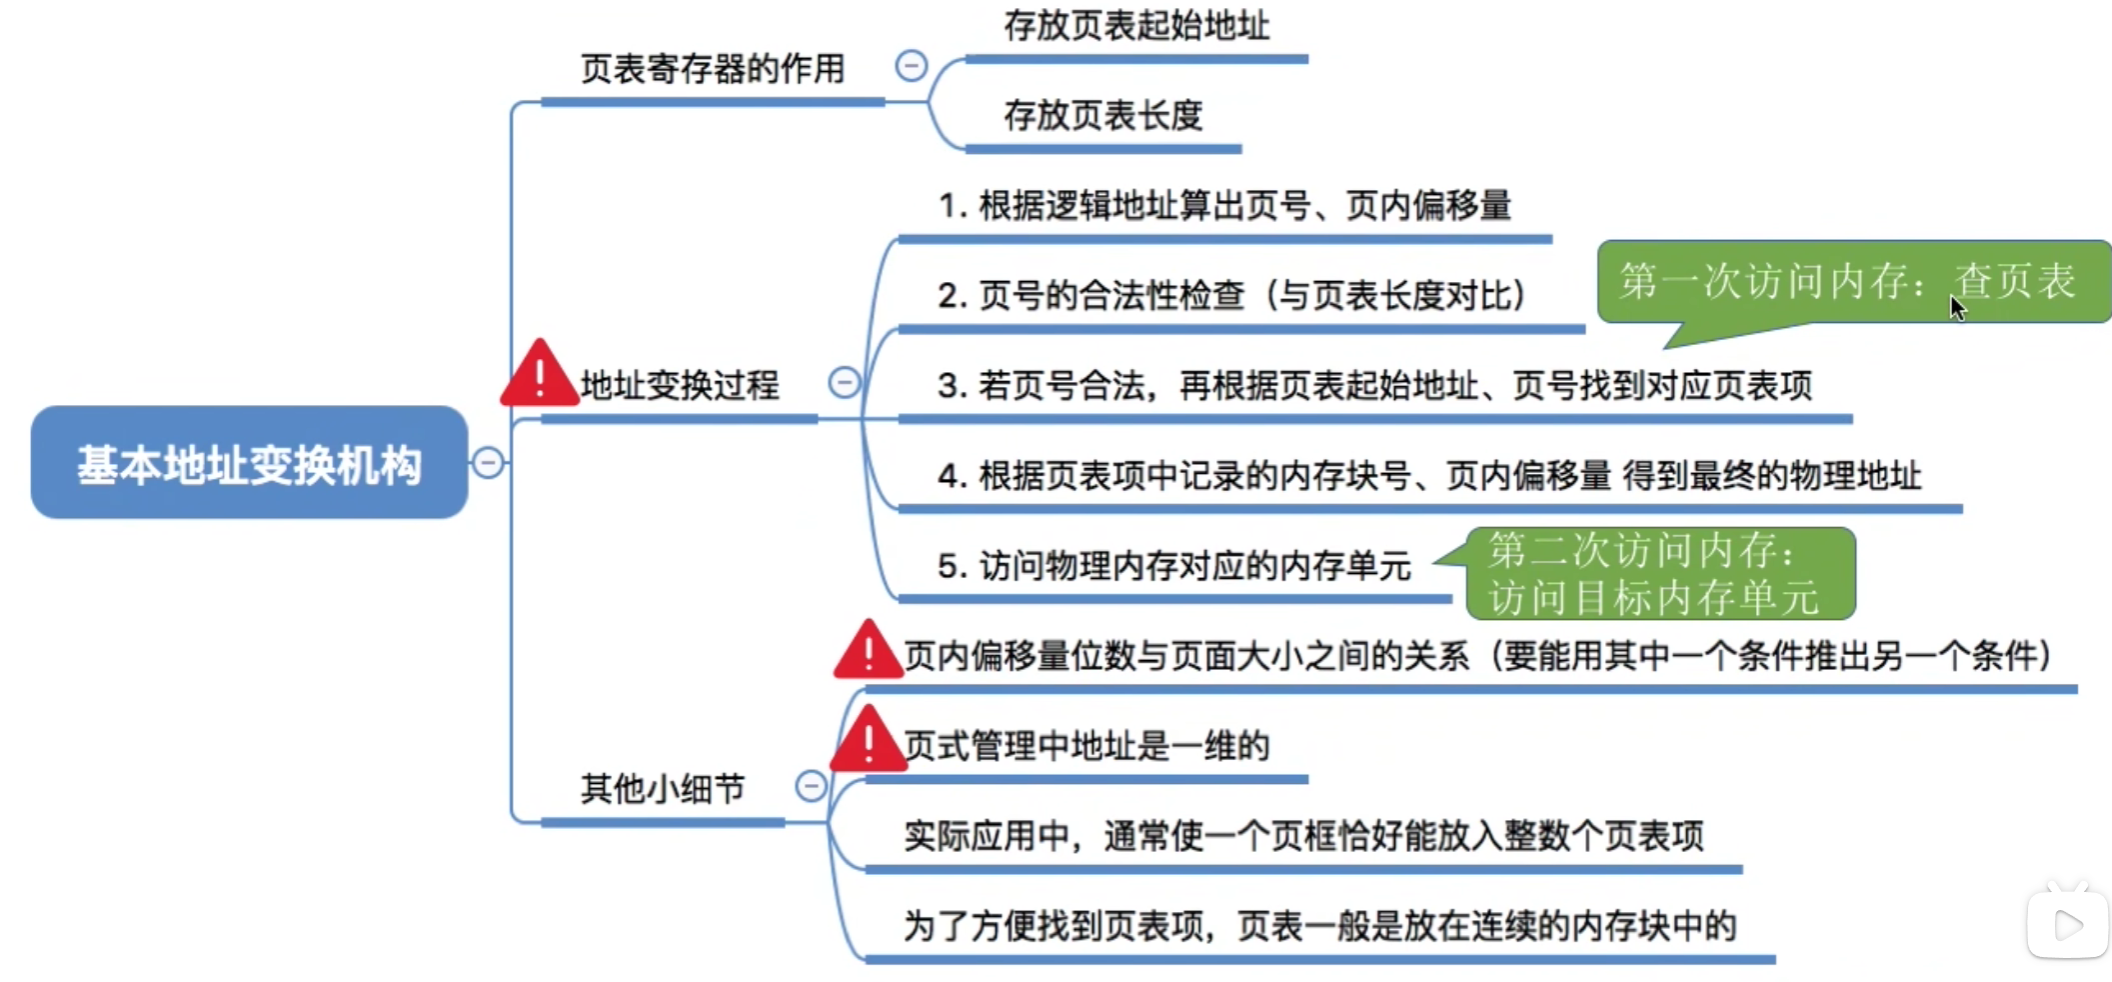 存放页表起始地址
页表寄存器的作用
存放页表长度
1. 根据逻辑地址算出页号、页内偏移量
2. 页号的合法性检查（与页表长度对比）
第一次访问内存：查页表
地址变换过程
3. 若页号合法，再根据页表起始地址、页号找到对应页表项
基本地址变换机构
4. 根据页表项中记录的内存块号、页内偏移量 得到最终的物理地址
5. 访问物理内存对应的内存单元
第二次访问内存：
访问目标内存单元
页内偏移量位数与页面大小之间的关系（要能用其中一个条件推出另一个条件）
页式管理中地址是一维的
其他小细节
实际应用中，通常使一个页框恰好能放入整数个页表项
为了方便找到页表项，页表一般是放在连续的内存块中的